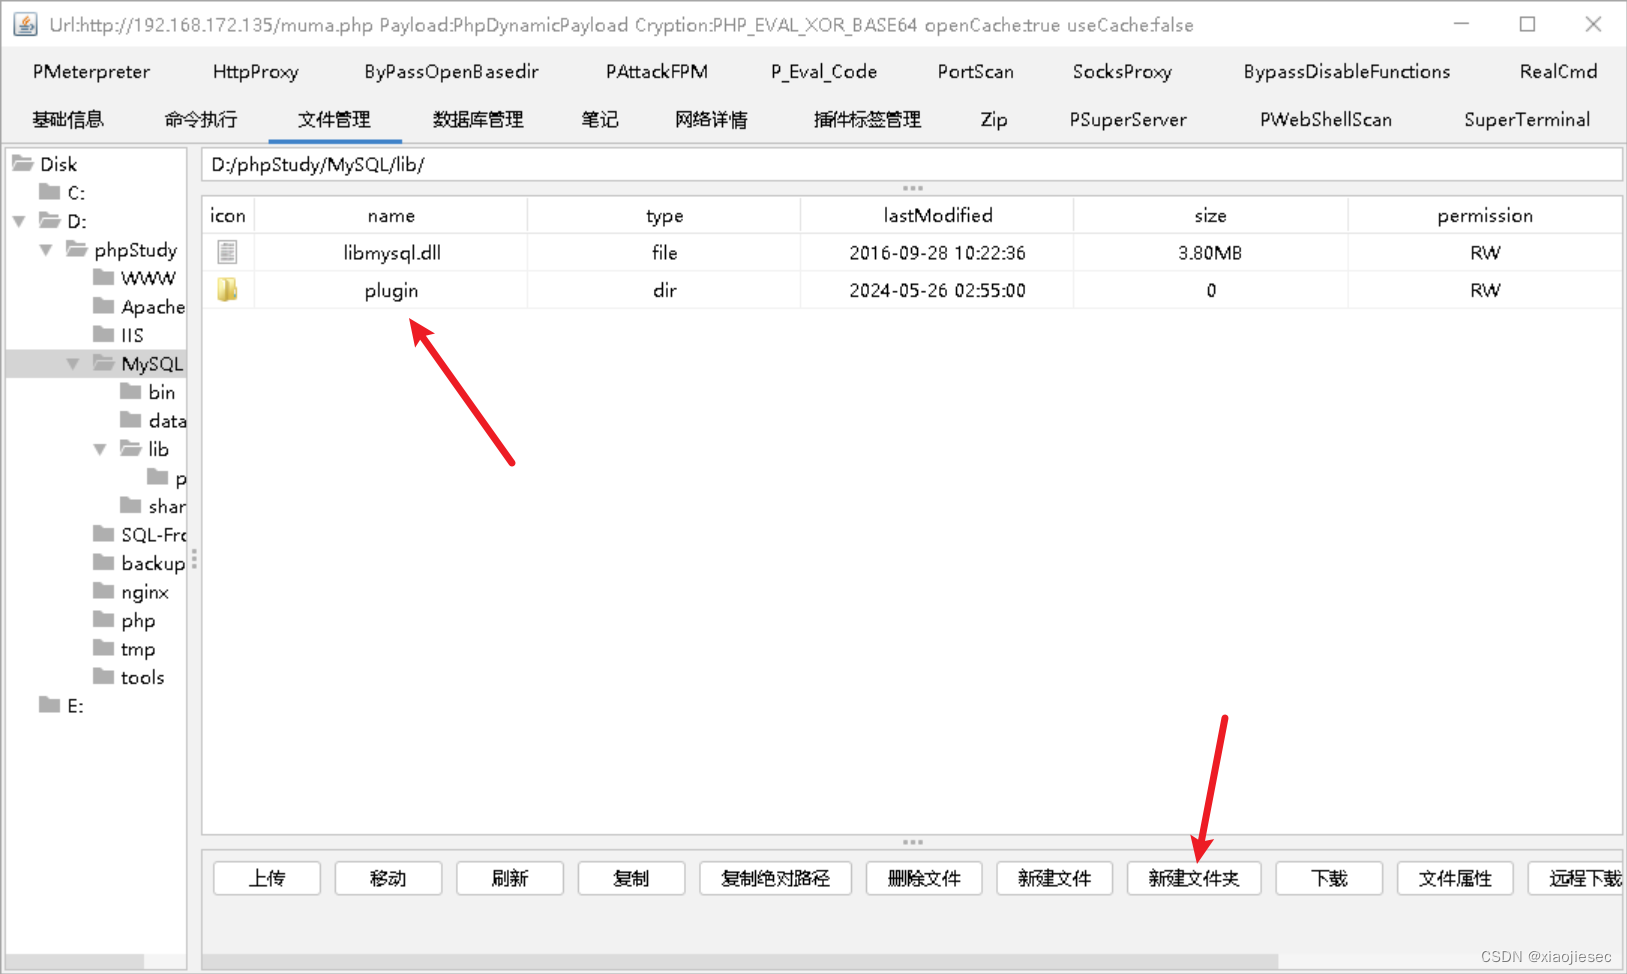 Url:http://192.168.172.135/muma.php Payload:PhpDynamicPayload Cryption:PHP_EVAL_XOR_BASE64 openCache:true useCache:false
PMeterpreter HttpProxy ByPassOpenBasedir PAttackFPM P_Eval_Code PortScan SocksProxy BypassDisableFunctions RealCmd
基础信息 命令执行 文件管理 数据库管理 笔记 网络详情 插件标签管理 Zip PSuperServer PWebShellScan SuperTerminal
Disk
C:
D:
phpStudy
WWW
Apache
IIS
MySQL
bin
data
lib
p
shar
SQL-Fro
backup
nginx
php
tmp
tools
E:
D:/phpStudy/MySQL/lib/
icon name type lastModified size permission
libmysql.dll file 2016-09-28 10:22:36 3.80MB RW
plugin dir 2024-05-26 02:55:00 0 RW
上传 移动 刷新 复制 复制绝对路径 删除文件 新建文件 新建文件夹 下载 文件属性 远程下载
CSDN @xiaojiesec